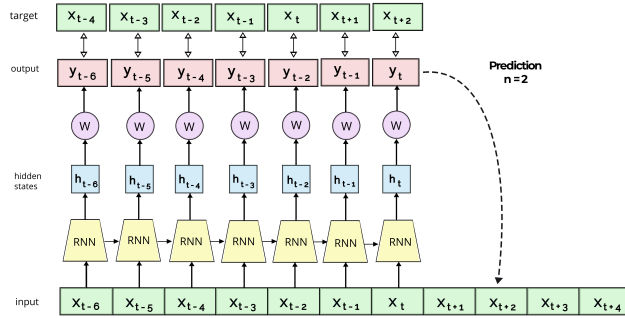 target x t-4 x t-3 x t-2 x t-1 x t x t+1 x t+2
output y t-6 y t-5 y t-4 y t-3 y t-2 y t-1 y t
Prediction
n = 2
W W W W W W W
hidden
states
h t-6 h t-5 h t-4 h t-3 h t-2 h t-1 h t
RNN RNN RNN RNN RNN RNN RNN
input x t-6 x t-5 x t-4 x t-3 x t-2 x t-1 x t x t+1 x t+2 x t+3 x t+4